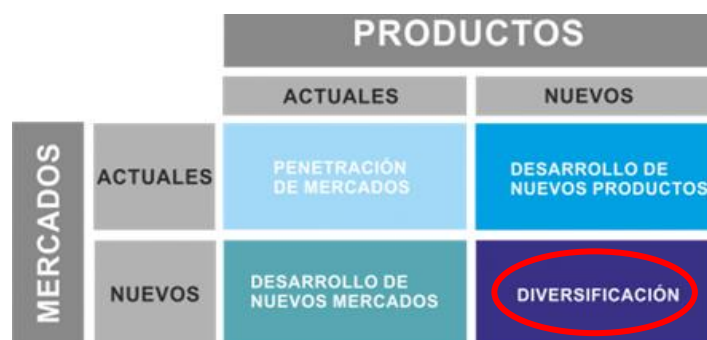 PRODUCTOS
ACTUALES
NUEVOS
MERCADOS
ACTUALES
PENETRACIÓN
DE MERCADOS
DESARROLLO DE
NUEVOS PRODUCTOS
NUEVOS
DESARROLLO DE
NUEVOS MERCADOS
DIVERSIFICACIÓN